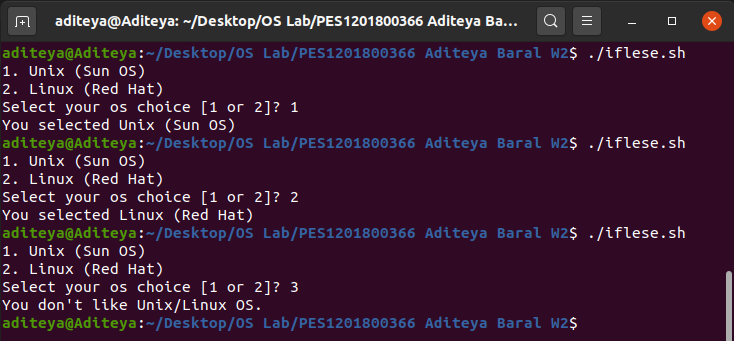 aditeya@Aditeya: ~/Desktop/OS Lab/PES1201800366 Aditeya Bara...
aditeya@Aditeya:~/Desktop/OS Lab/PES1201800366 Aditeya Baral W2$ ./iflese.sh
1. Unix (Sun OS)
2. Linux (Red Hat)
Select your os choice [1 or 2]? 1
You selected Unix (Sun OS)
aditeya@Aditeya:~/Desktop/OS Lab/PES1201800366 Aditeya Baral W2$ ./iflese.sh
1. Unix (Sun OS)
2. Linux (Red Hat)
Select your os choice [1 or 2]? 2
You selected Linux (Red Hat)
aditeya@Aditeya:~/Desktop/OS Lab/PES1201800366 Aditeya Baral W2$ ./iflese.sh
1. Unix (Sun OS)
2. Linux (Red Hat)
Select your os choice [1 or 2]? 3
You don't like Unix/Linux OS.
aditeya@Aditeya:~/Desktop/OS Lab/PES1201800366 Aditeya Baral W2$